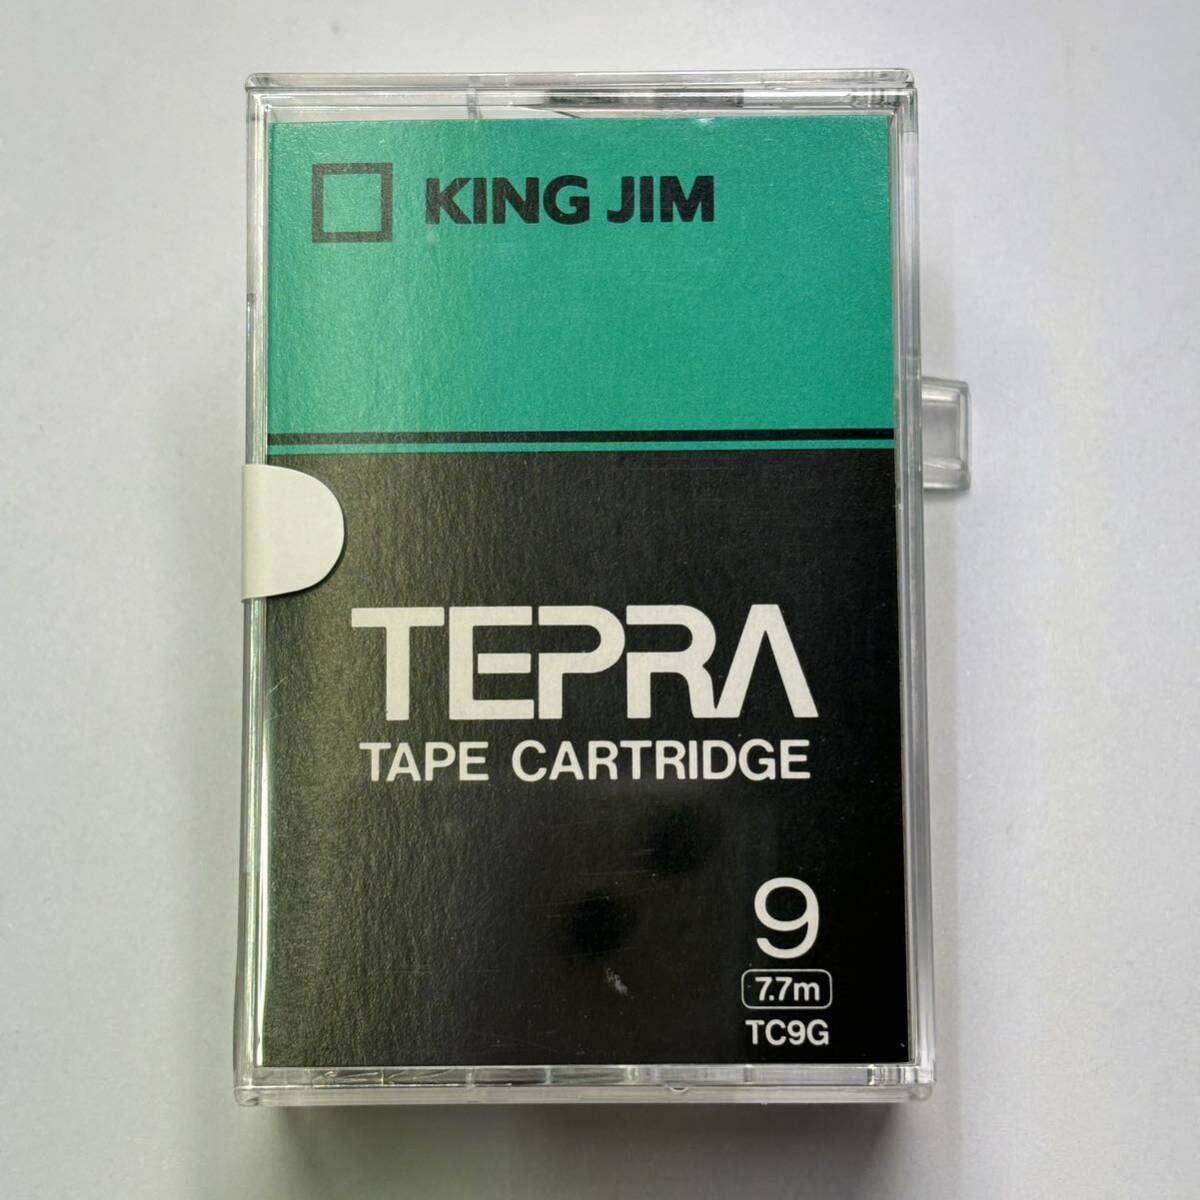 KING JIM
TEPRA
TAPE CARTRIDGE
9
7.7m
TC9G